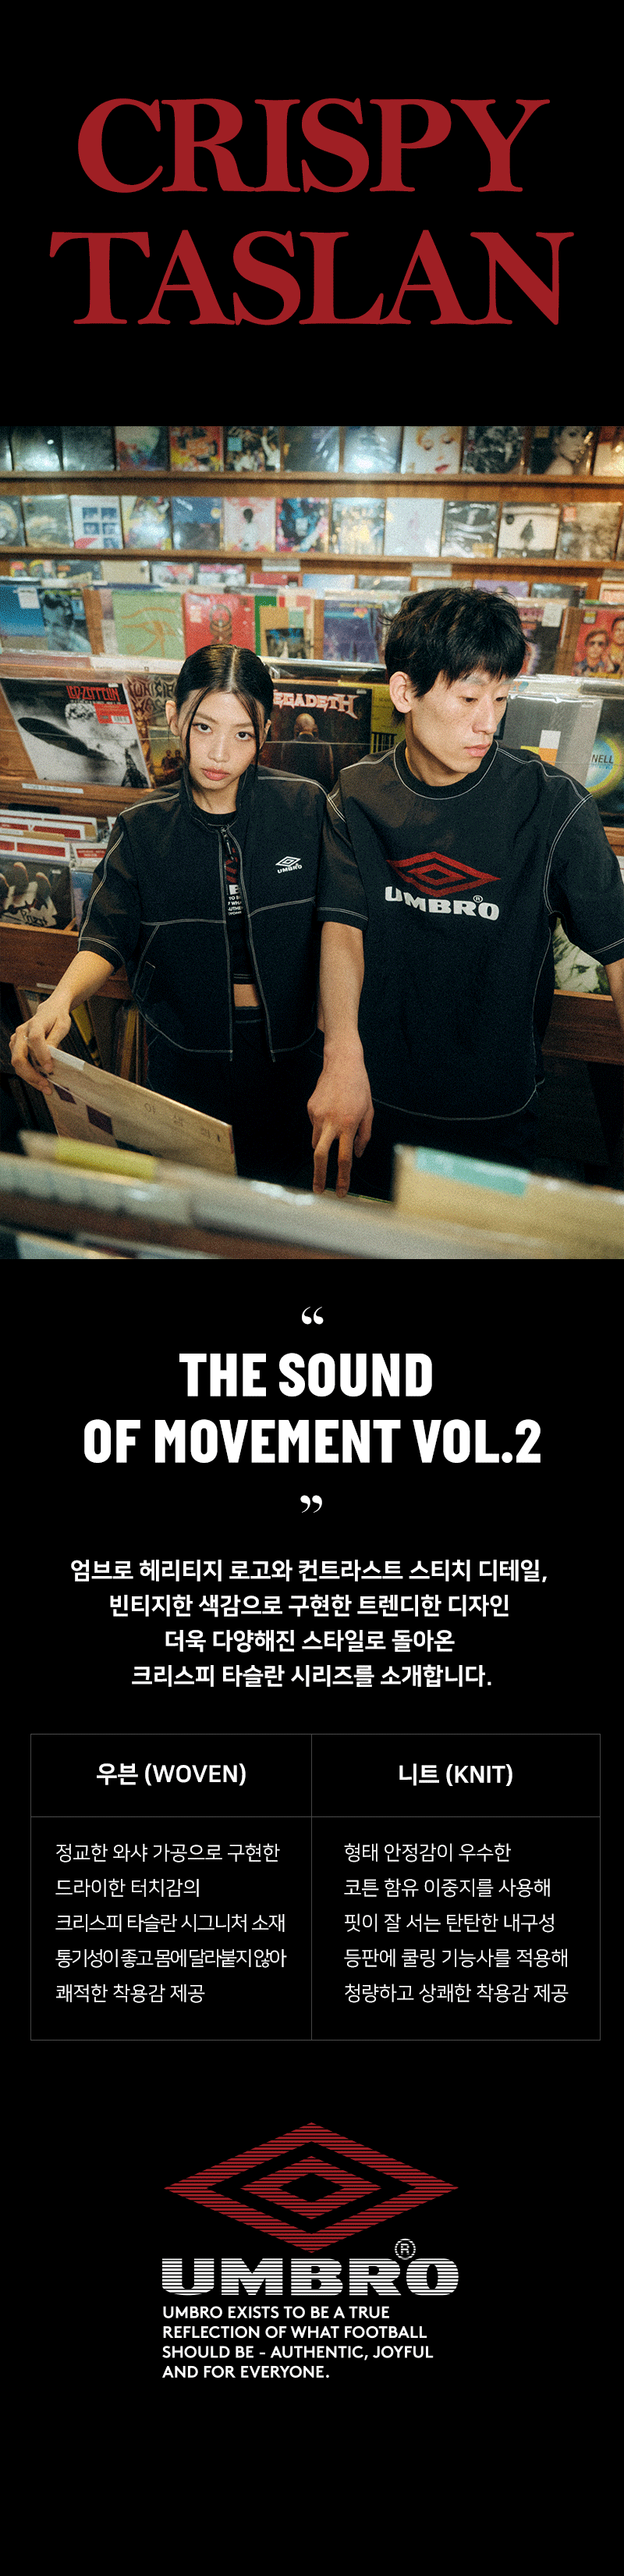 CRISPY
TASLAN
LED ZEPPELIN
MEGADETH
NELL
UMBRO
UMBRO®
“
THE SOUND
OF MOVEMENT VOL.2
”
엄브로 헤리티지 로고와 컨트라스트 스티치 디테일,
빈티지한 색감으로 구현한 트렌디한 디자인
더욱 다양해진 스타일로 돌아온
크리스피 타슬란 시리즈를 소개합니다.
우븐 (WOVEN)
정교한 와샤 가공으로 구현한
드라이한 터치감의
크리스피 타슬란 시그니처 소재
통기성이 좋고 몸에 달라붙지 않아
쾌적한 착용감 제공
니트 (KNIT)
형태 안정감이 우수한
코튼 함유 이중지를 사용해
핏이 잘 서는 탄탄한 내구성
등판에 쿨링 기능사를 적용해
청량하고 상쾌한 착용감 제공
UMBRO®
UMBRO EXISTS TO BE A TRUE
REFLECTION OF WHAT FOOTBALL
SHOULD BE - AUTHENTIC, JOYFUL
AND FOR EVERYONE.